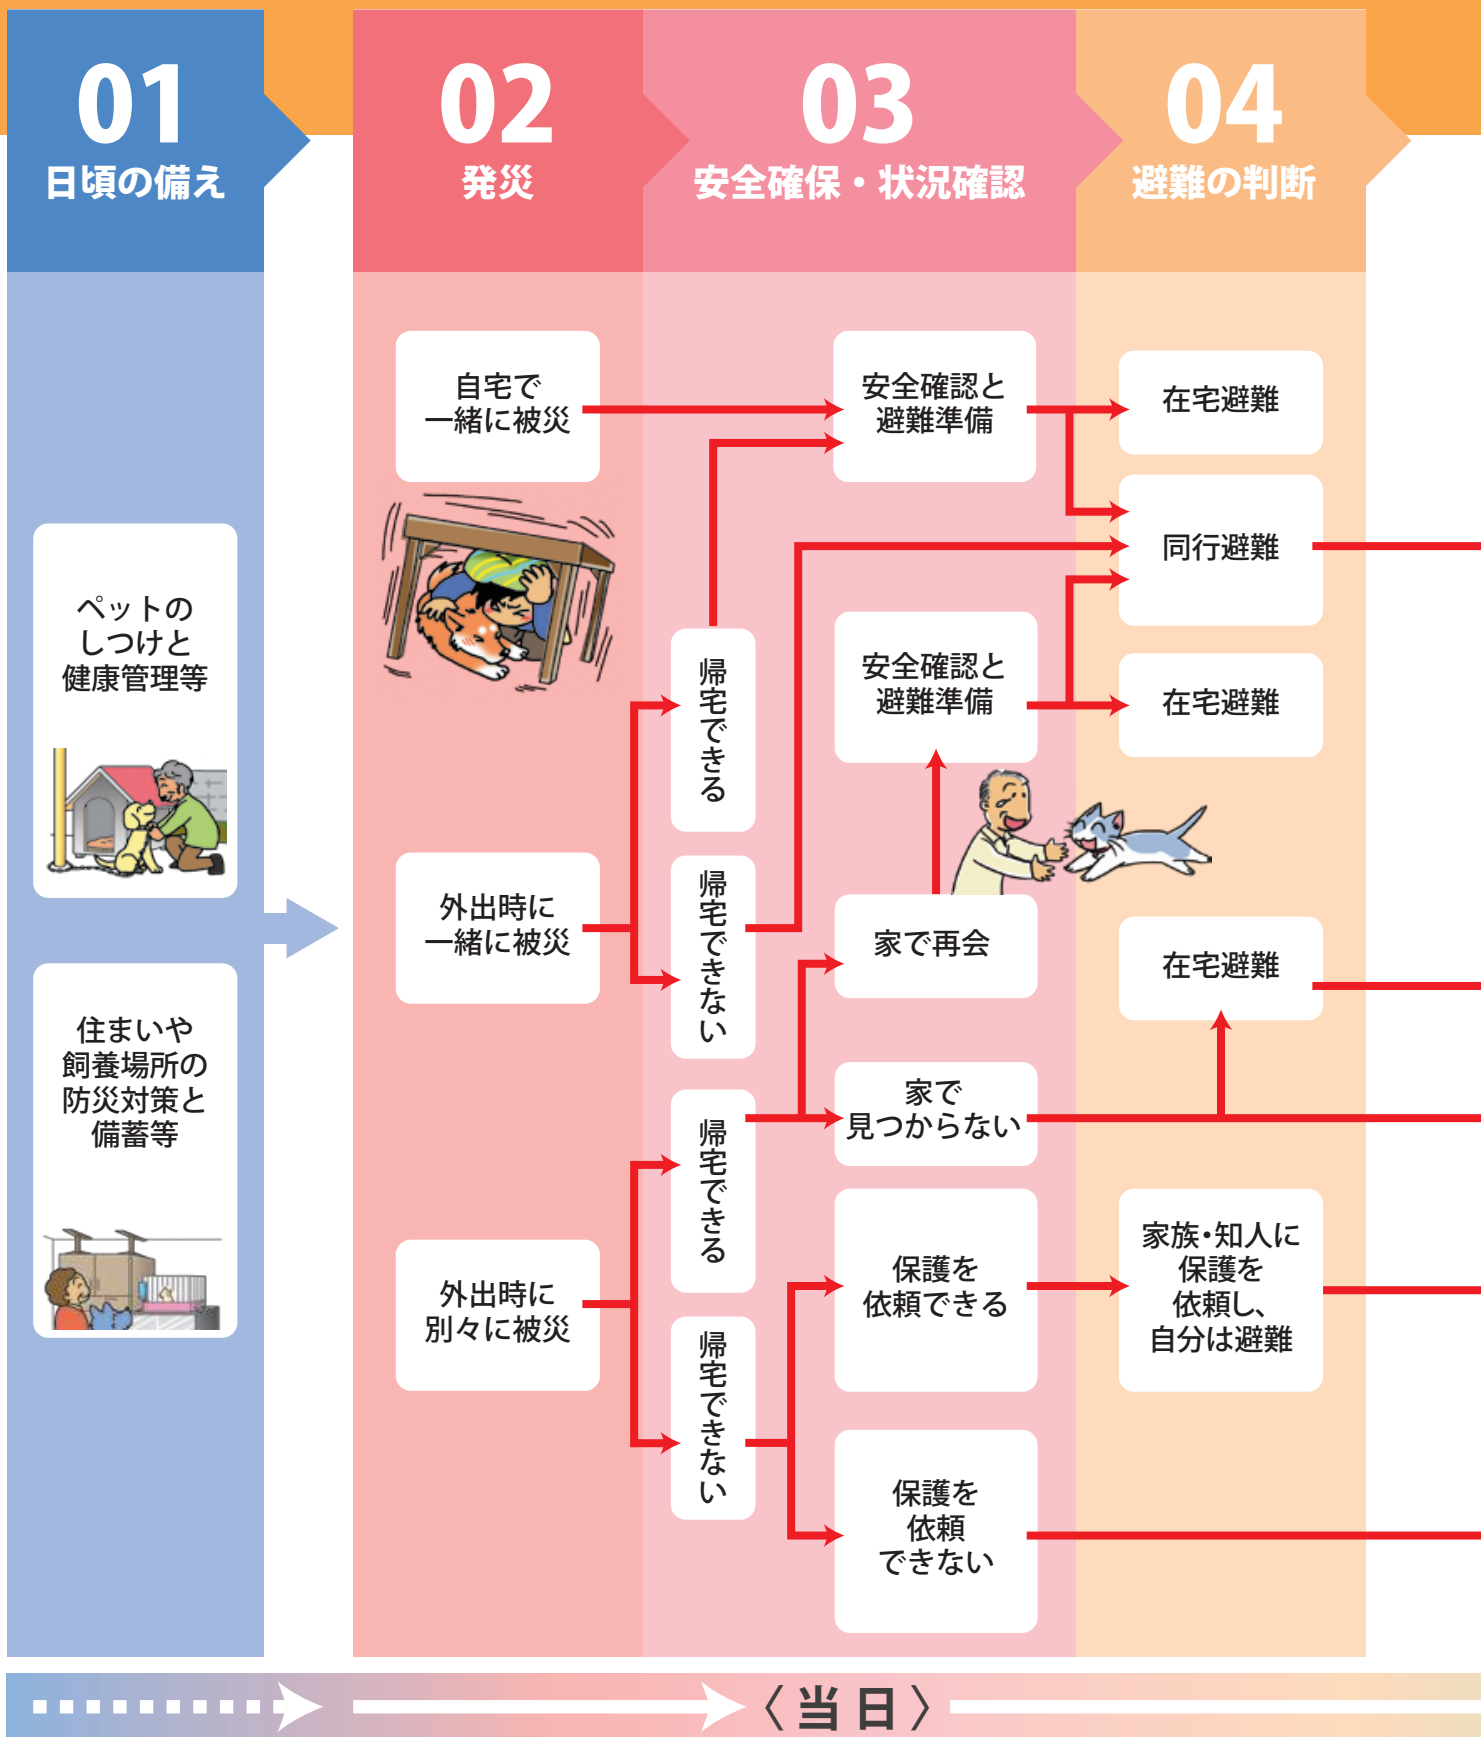 01
日頃の備え
02
発災
03
安全確保・状況確認
04
避難の判断
ペットの
しつけと
健康管理等
住まいや
飼養場所の
防災対策と
備蓄等
自宅で
一緒に被災
外出時に
一緒に被災
外出時に
別々に被災
帰宅できる
帰宅できない
帰宅できる
帰宅できない
安全確認と
避難準備
安全確認と
避難準備
家で再会
家で
見つからない
保護を
依頼できる
保護を
依頼
できない
在宅避難
同行避難
在宅避難
在宅避難
家族・知人に
保護を
依頼し、
自分は避難
〈当日〉